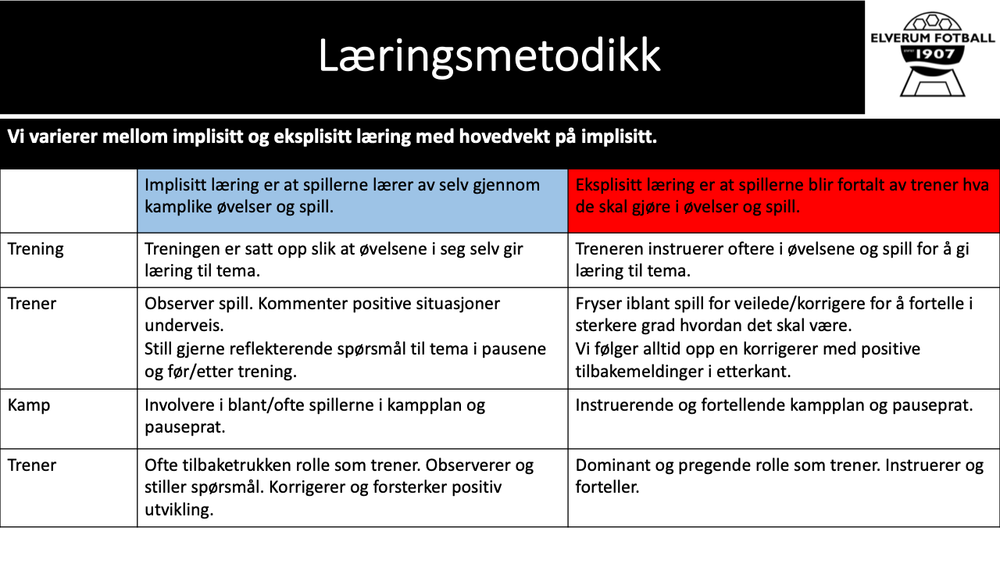 Læringsmetodikk
ELVERUM FOTBALL
1907
Vi varierer mellom implisitt og eksplisitt læring med hovedvekt på implisitt.
Implisitt læring er at spillerne lærer av selv gjennom
kamplike øvelser og spill.
Eksplisitt læring er at spillerne blir fortalt av trener hva
de skal gjøre i øvelser og spill.
Trening
Treningen er satt opp slik at øvelsene i seg selv gir
læring til tema.
Treneren instruerer oftere i øvelsene og spill for å gi
læring til tema.
Trener
Observer spill. Kommenter positive situasjoner
underveis.
Still gjerne reflekterende spørsmål til tema i pausene
og før/etter trening.
Fryser iblant spill for veilede/korrigere for å fortelle i
sterkere grad hvordan det skal være.
Vi følger alltid opp en korrigerer med positive
tilbakemeldinger i etterkant.
Kamp
Involvere i blant/ofte spillerne i kampplan og
pauseprat.
Instruerende og fortellende kampplan og pauseprat.
Trener
Ofte tilbaketrukken rolle som trener. Observerer og
stiller spørsmål. Korrigerer og forsterker positiv
utvikling.
Dominant og pregende rolle som trener. Instruerer og
forteller.